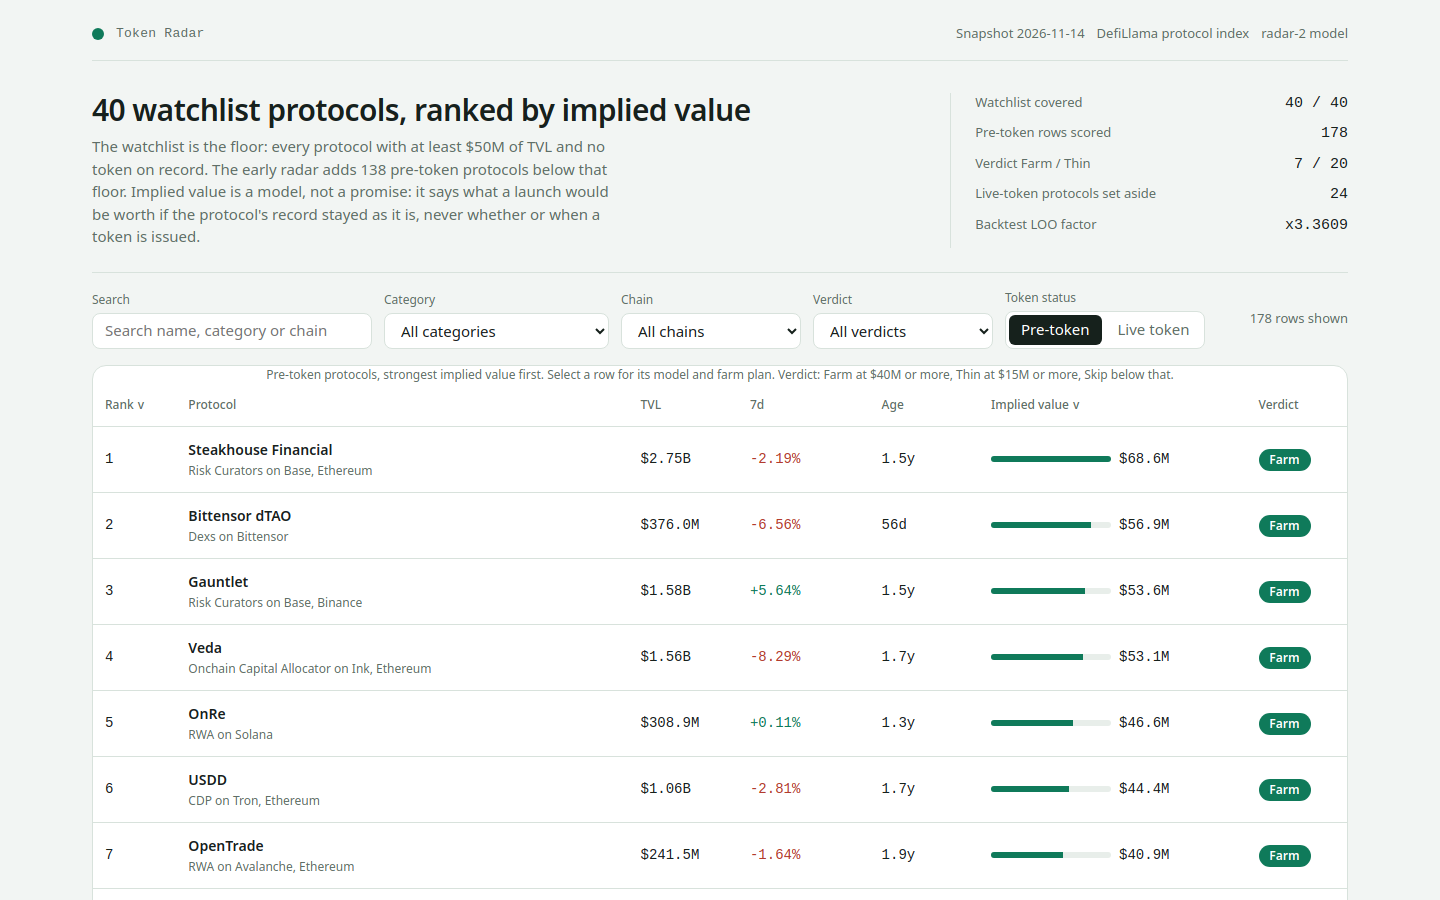 Token Radar
Snapshot 2026-11-14 DefiLlama protocol index radar-2 model
40 watchlist protocols, ranked by implied value
The watchlist is the floor: every protocol with at least $50M of TVL and no
token on record. The early radar adds 138 pre-token protocols below that
floor. Implied value is a model, not a promise: it says what a launch would
be worth if the protocol's record stayed as it is, never whether or when a
token is issued.
Watchlist covered 40 / 40
Pre-token rows scored 178
Verdict Farm / Thin 7 / 20
Live-token protocols set aside 24
Backtest LOO factor x3.3609
Search Category Chain Verdict Token status
Search name, category or chain All categories All chains All verdicts Pre-token Live token 178 rows shown
Pre-token protocols, strongest implied value first. Select a row for its model and farm plan. Verdict: Farm at $40M or more, Thin at $15M or more, Skip below that.
Rank v Protocol TVL 7d Age Implied value v Verdict
1 Steakhouse Financial $2.75B -2.19% 1.5y $68.6M Farm
Risk Curators on Base, Ethereum
2 Bittensor dTAO $376.0M -6.56% 56d $56.9M Farm
Dexs on Bittensor
3 Gauntlet $1.58B +5.64% 1.5y $53.6M Farm
Risk Curators on Base, Binance
4 Veda $1.56B -8.29% 1.7y $53.1M Farm
Onchain Capital Allocator on Ink, Ethereum
5 OnRe $308.9M +0.11% 1.3y $46.6M Farm
RWA on Solana
6 USDD $1.06B -2.81% 1.7y $44.4M Farm
CDP on Tron, Ethereum
7 OpenTrade $241.5M -1.64% 1.9y $40.9M Farm
RWA on Avalanche, Ethereum